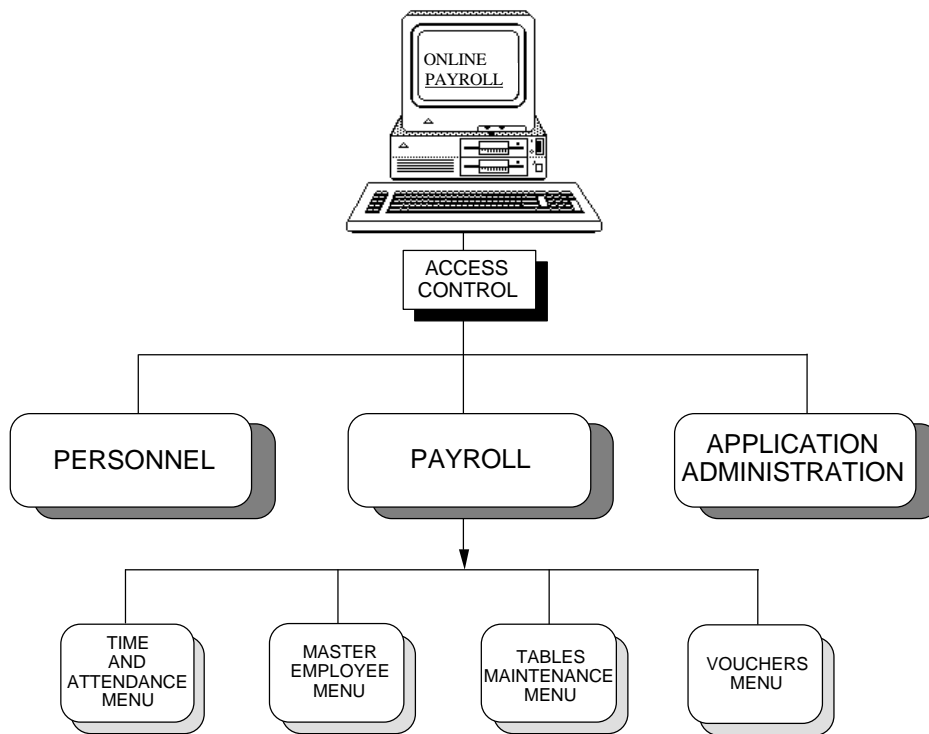 ONLINE
PAYROLL
ACCESS
CONTROL
PERSONNEL
PAYROLL
APPLICATION
ADMINISTRATION
TIME
AND
ATTENDANCE
MENU
MASTER
EMPLOYEE
MENU
TABLES
MAINTENANCE
MENU
VOUCHERS
MENU